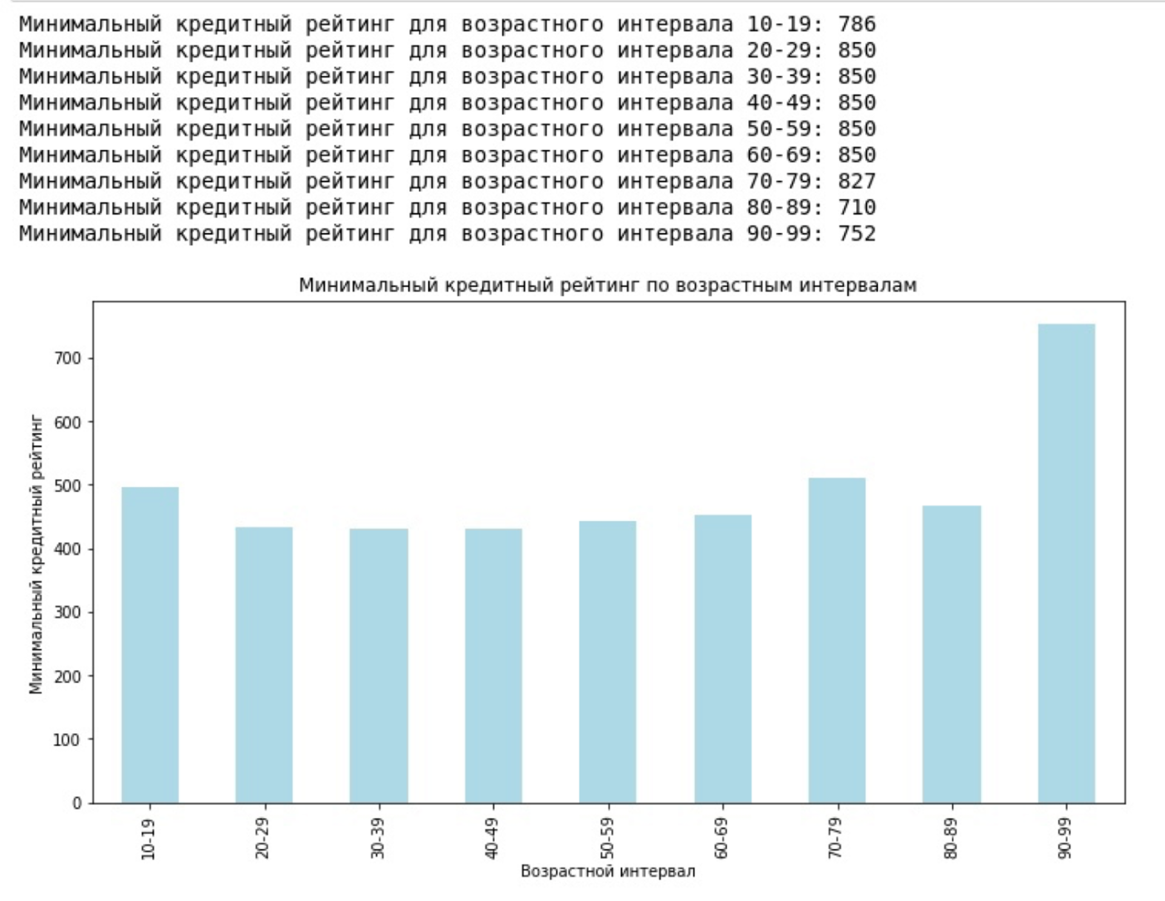 Минимальный кредитный рейтинг для возрастного интервала 10-19: 786
Минимальный кредитный рейтинг для возрастного интервала 20-29: 850
Минимальный кредитный рейтинг для возрастного интервала 30-39: 850
Минимальный кредитный рейтинг для возрастного интервала 40-49: 850
Минимальный кредитный рейтинг для возрастного интервала 50-59: 850
Минимальный кредитный рейтинг для возрастного интервала 60-69: 850
Минимальный кредитный рейтинг для возрастного интервала 70-79: 827
Минимальный кредитный рейтинг для возрастного интервала 80-89: 710
Минимальный кредитный рейтинг для возрастного интервала 90-99: 752
Минимальный кредитный рейтинг по возрастным интервалам
Минимальный кредитный рейтинг
700
600
500
400
300
200
100
0
10-19
20-29
30-39
40-49
50-59
60-69
70-79
80-89
90-99
Возрастной интервал